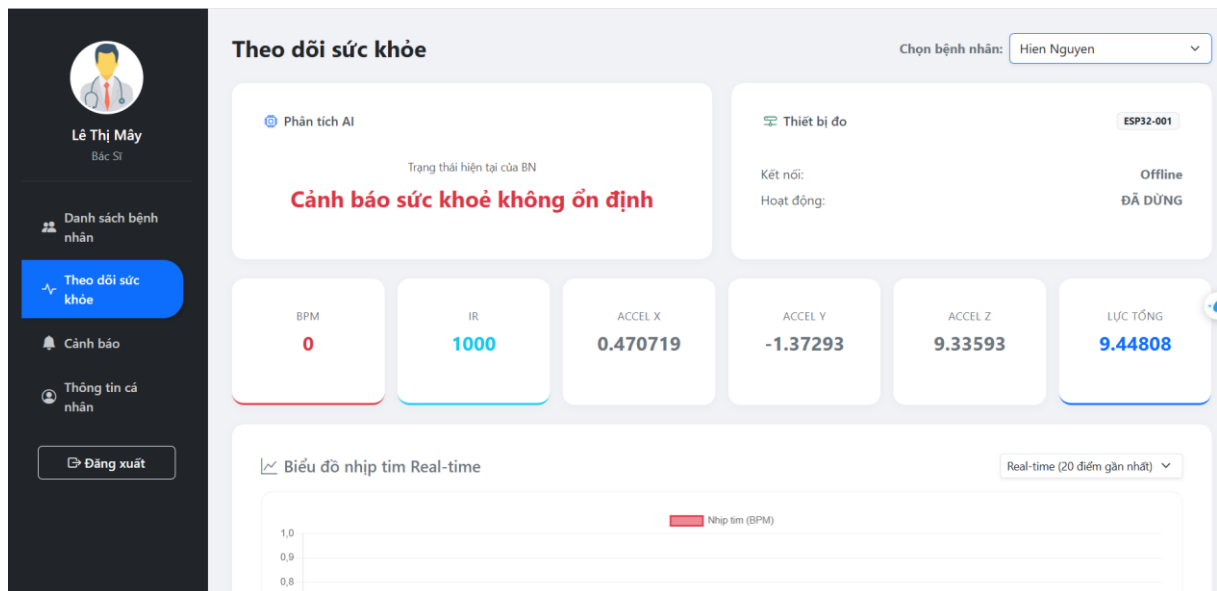 Lê Thị Mây
Bác Sĩ
Danh sách bệnh
nhân
Theo dõi sức
khỏe
Cảnh báo
Thông tin cá
nhân
Đăng xuất
Theo dõi sức khỏe
Chọn bệnh nhân: Hien Nguyen
Phân tích AI
Trạng thái hiện tại của BN
Cảnh báo sức khoẻ không ổn định
Thiết bị đo ESP32-001
Kết nối: Offline
Hoạt động: ĐÃ DỪNG
BPM
0
IR
1000
ACCEL X
0.470719
ACCEL Y
-1.37293
ACCEL Z
9.33593
LỰC TỔNG
9.44808
Biểu đồ nhịp tim Real-time
Real-time (20 điểm gần nhất)
Nhịp tim (BPM)
1,0
0,9
0,8